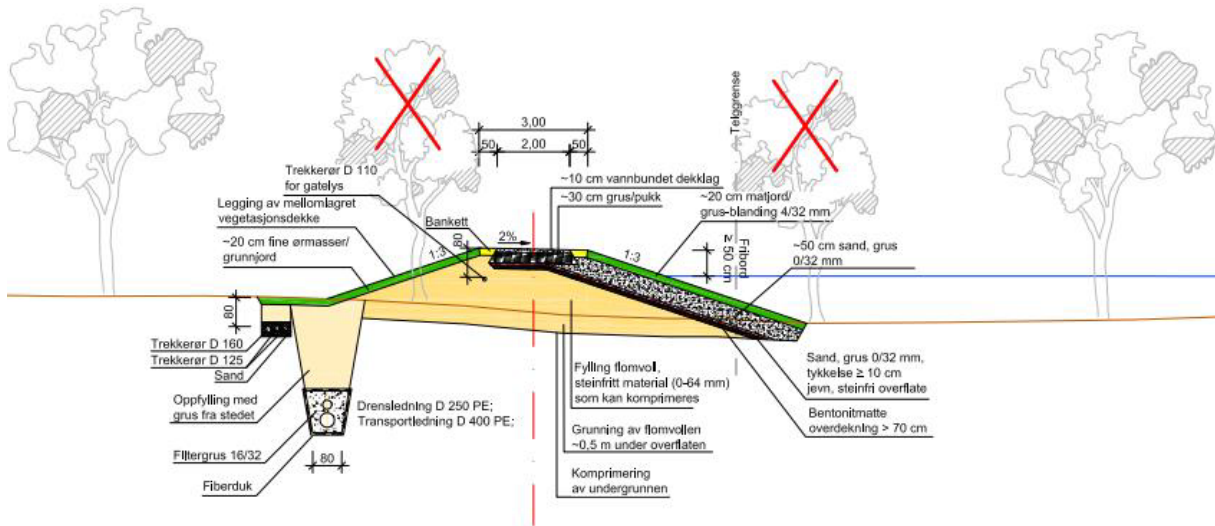 3,00
50
2,00
50
Telggrense
Trekkerør D 110
for gatelys
~10 cm vannbundet dekklag
~30 cm grus/pukk
~20 cm matjord/
grus-blanding 4/32 mm
Legging av mellomlagret
vegetasjonsdekke
Bankett
80
2%
~20 cm fine ørmasser/
grunnjord
1:3
1:3
Fribord
≥ 50 cm
~50 cm sand, grus
0/32 mm
80
Trekkerør D 160
Trekkerør D 125
Sand
Oppfylling med
grus fra stedet
Drensledning D 250 PE;
Transportledning D 400 PE;
Filtergrus 16/32
80
Fiberduk
Fylling flomvoll,
steinfritt material (0-64 mm)
som kan komprimeres
Grunning av flomvollen
~0,5 m under overflaten
Komprimering
av undergrunnen
Sand, grus 0/32 mm,
tykkelse ≥ 10 cm
jevn, steinfri overflate
Bentonitmatte
overdekning > 70 cm